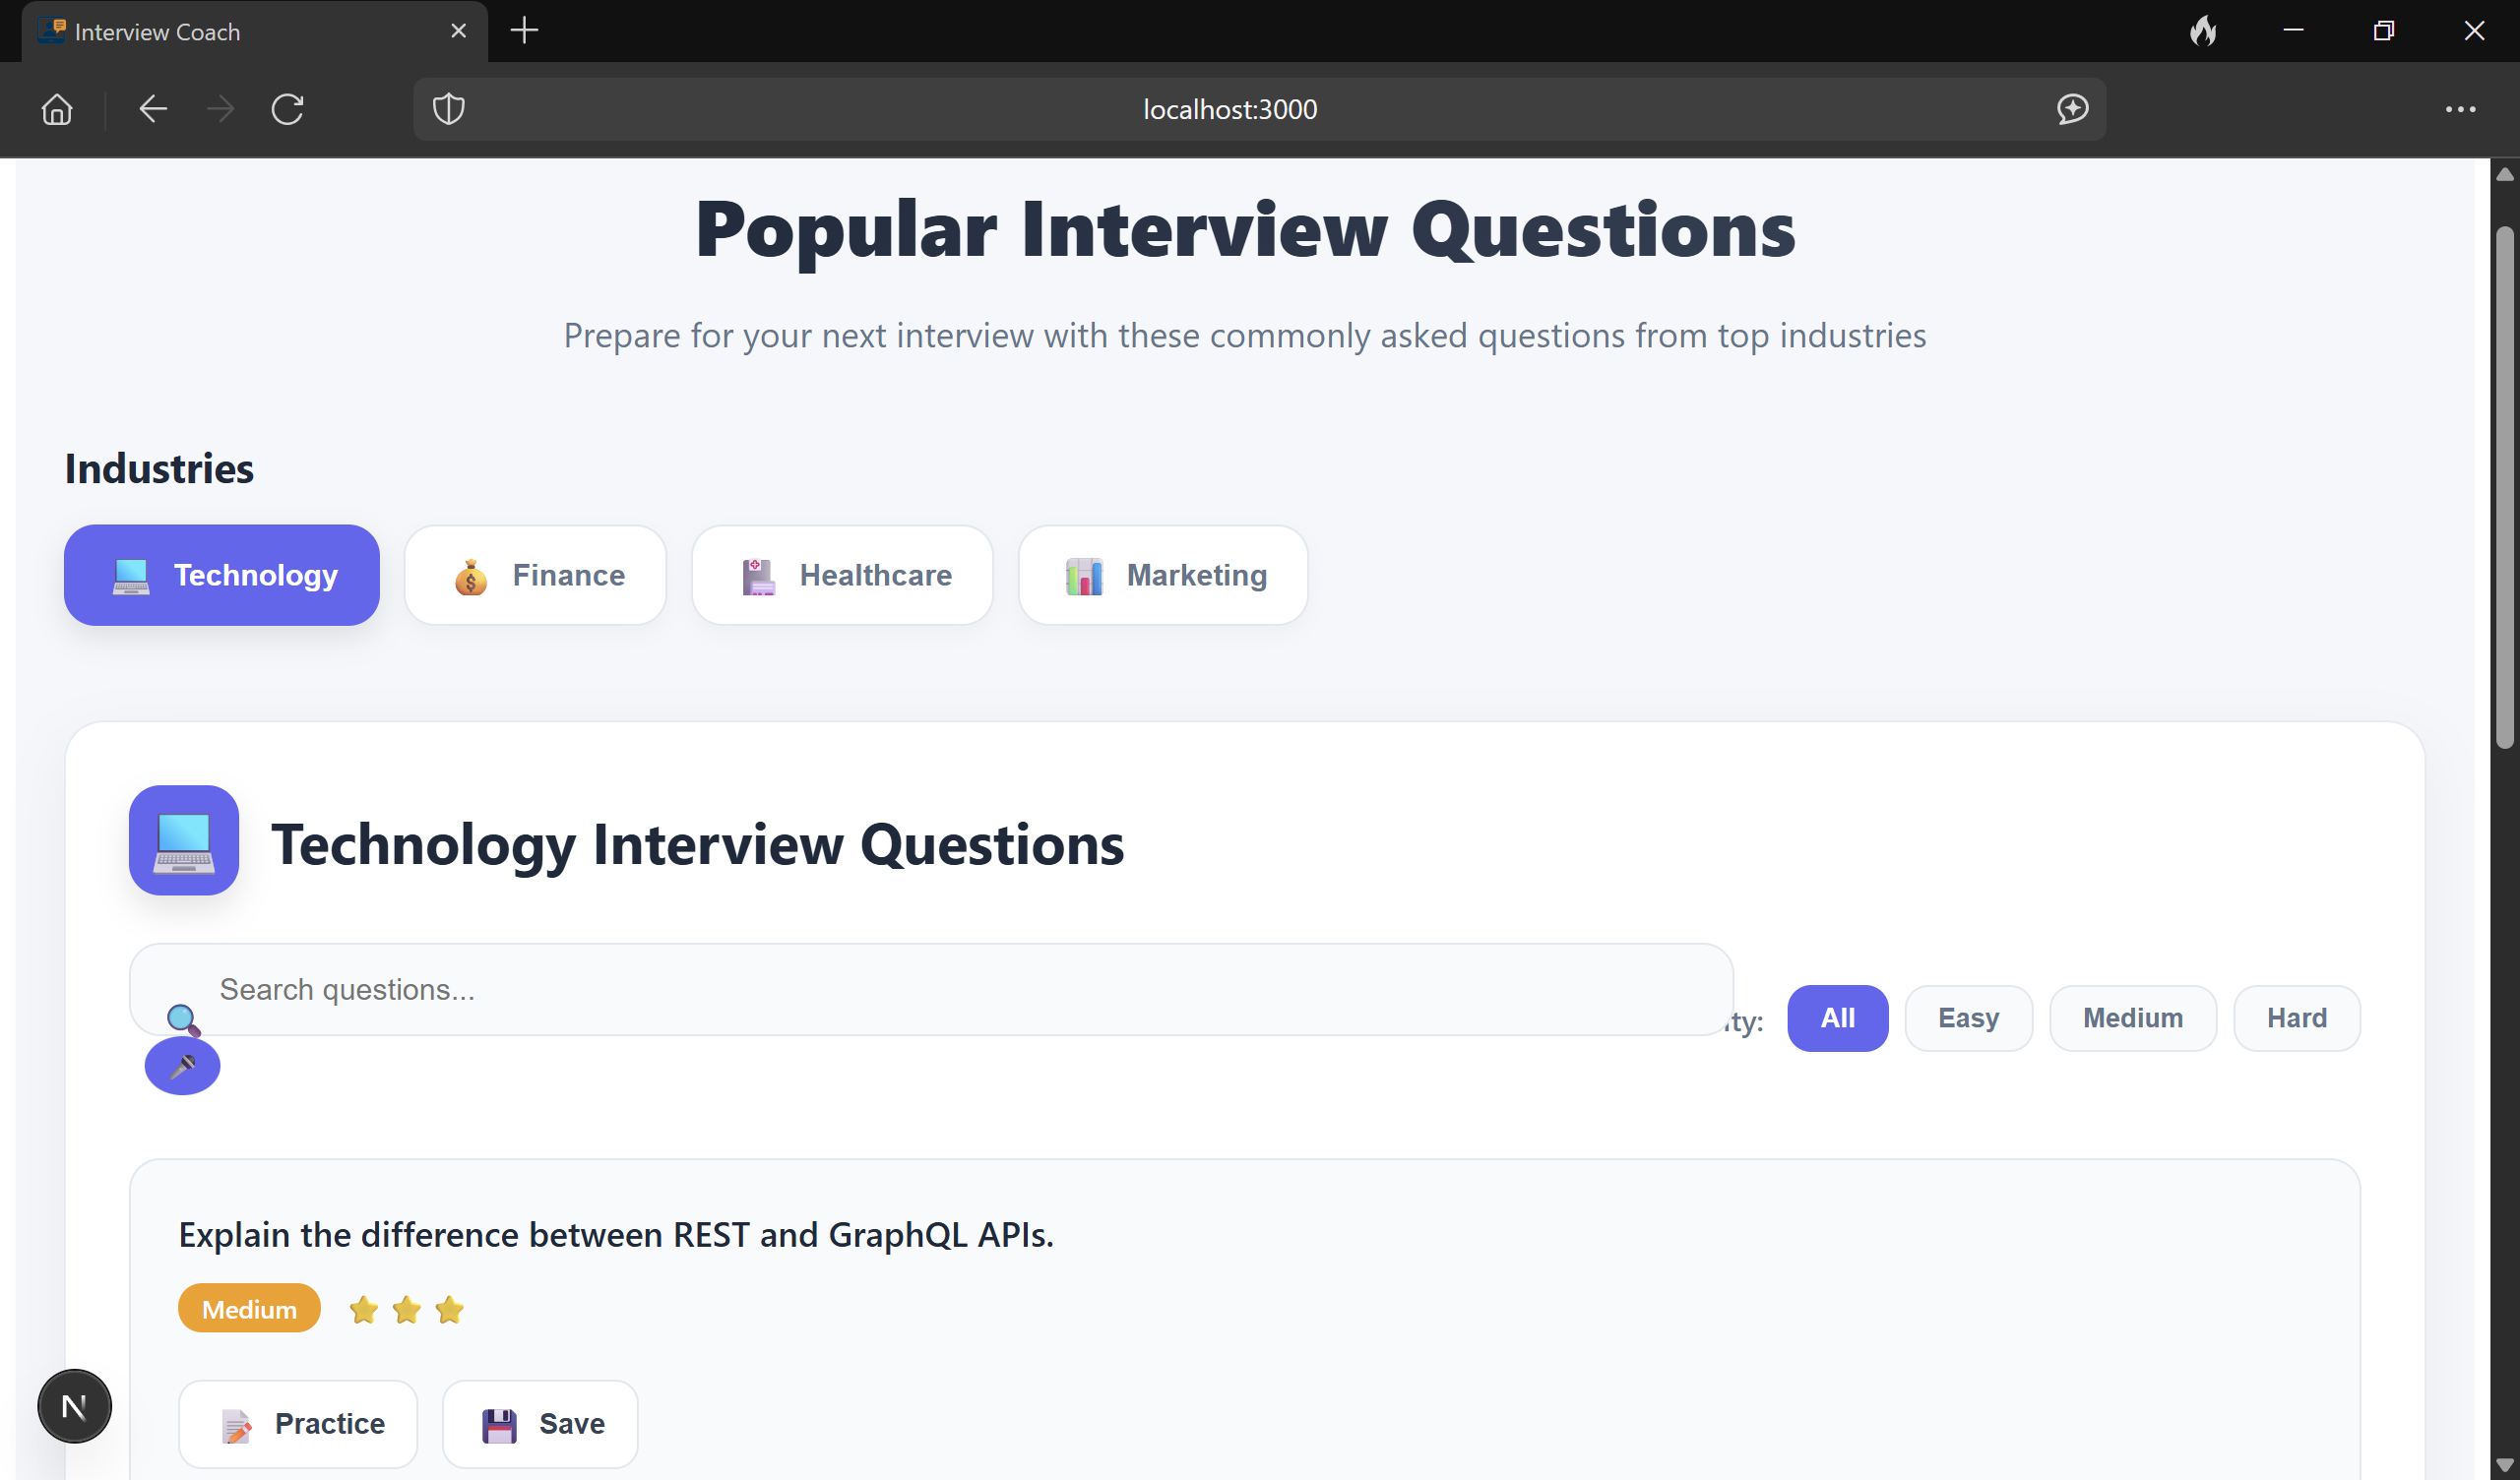 Interview Coach
localhost:3000
Popular Interview Questions
Prepare for your next interview with these commonly asked questions from top industries
Industries
Technology
Finance
Healthcare
Marketing
Technology Interview Questions
Search questions...
ty:
All
Easy
Medium
Hard
Explain the difference between REST and GraphQL APIs.
Medium
Practice
Save
N